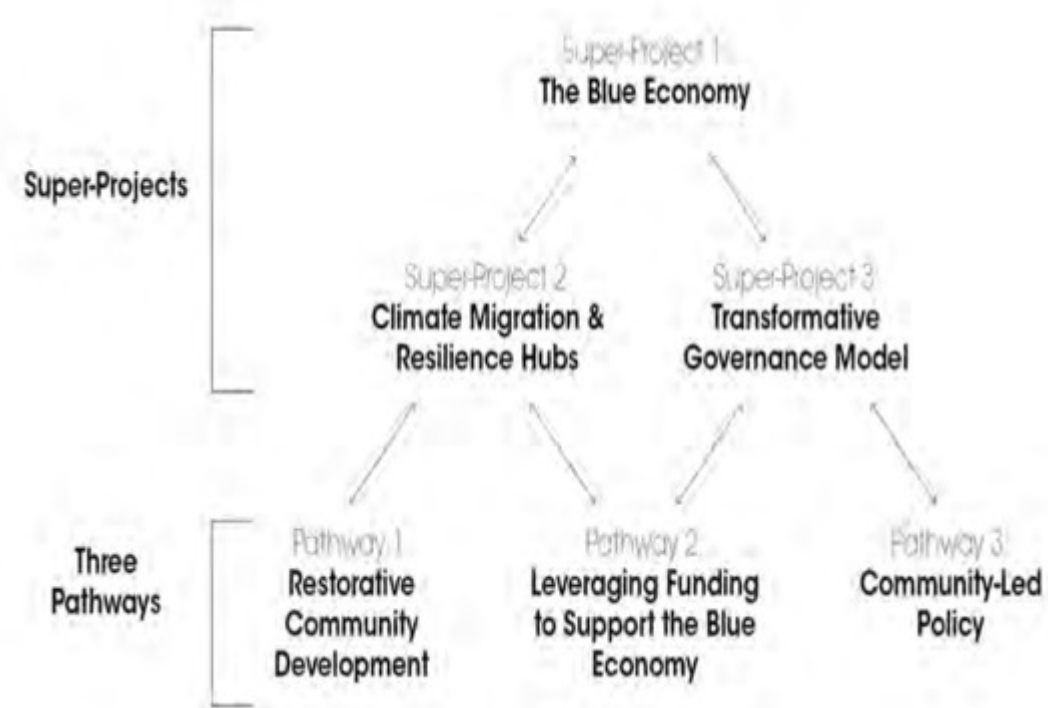 Super-Project 1
The Blue Economy
Super-Projects
Super-Project 2
Climate Migration &
Resilience Hubs
Super-Project 3
Transformative
Governance Model
Three
Pathways
Pathway 1:
Restorative
Community
Development
Pathway 2:
Leveraging Funding
to Support the Blue
Economy
Pathway 3:
Community-Led
Policy